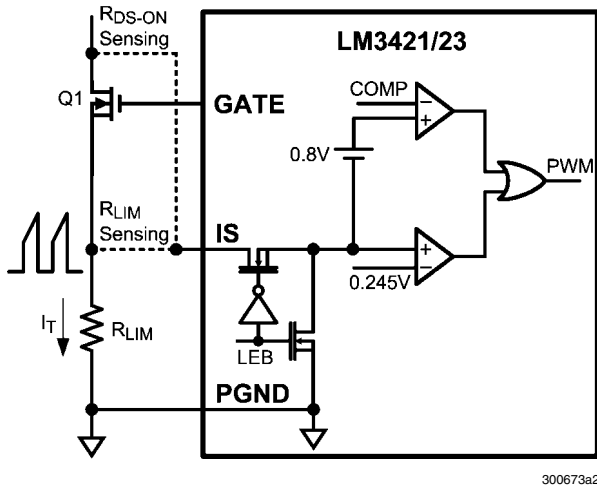 RDS-ON
Sensing
LM3421/23
Q1
GATE
COMP
−
+
0.8V
PWM
RLIM
Sensing
IS
+
−
0.245V
IT
RLIM
LEB
PGND
300673a2